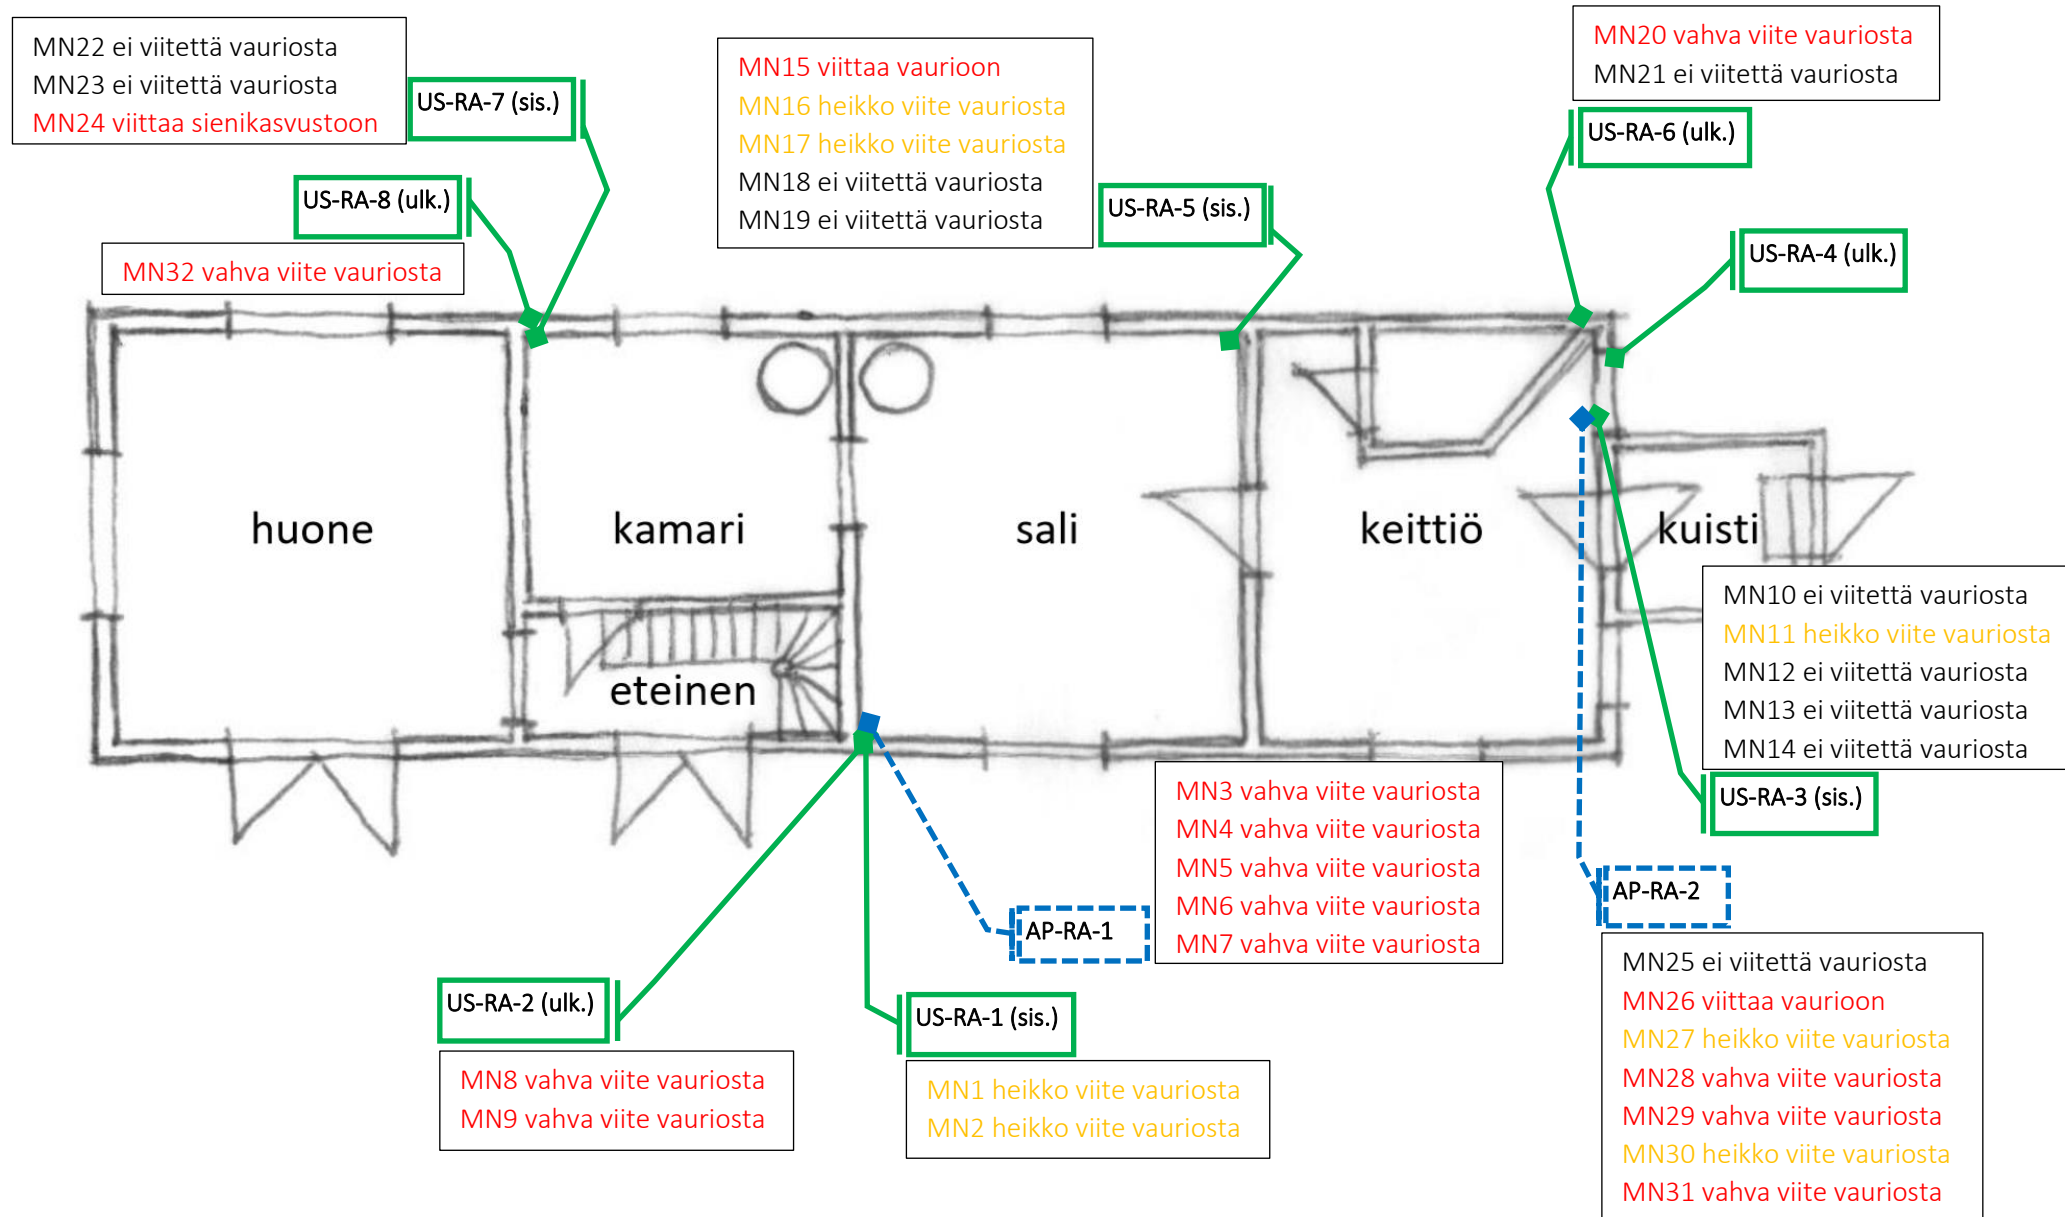 MN22 ei viitettä vauriosta
MN23 ei viitettä vauriosta
MN24 viittaa sienikasvustoon
US-RA-7 (sis.)
US-RA-8 (ulk.)
MN32 vahva viite vauriosta
MN15 viittaa vaurioon
MN16 heikko viite vauriosta
MN17 heikko viite vauriosta
MN18 ei viitettä vauriosta
MN19 ei viitettä vauriosta
US-RA-5 (sis.)
MN20 vahva viite vauriosta
MN21 ei viitettä vauriosta
US-RA-6 (ulk.)
US-RA-4 (ulk.)
huone
kamari
sali
keittiö
kuisti
eteinen
MN10 ei viitettä vauriosta
MN11 heikko viite vauriosta
MN12 ei viitettä vauriosta
MN13 ei viitettä vauriosta
MN14 ei viitettä vauriosta
US-RA-3 (sis.)
MN3 vahva viite vauriosta
MN4 vahva viite vauriosta
MN5 vahva viite vauriosta
MN6 vahva viite vauriosta
MN7 vahva viite vauriosta
AP-RA-1
AP-RA-2
MN25 ei viitettä vauriosta
MN26 viittaa vaurioon
MN27 heikko viite vauriosta
MN28 vahva viite vauriosta
MN29 vahva viite vauriosta
MN30 heikko viite vauriosta
MN31 vahva viite vauriosta
US-RA-2 (ulk.)
MN8 vahva viite vauriosta
MN9 vahva viite vauriosta
US-RA-1 (sis.)
MN1 heikko viite vauriosta
MN2 heikko viite vauriosta